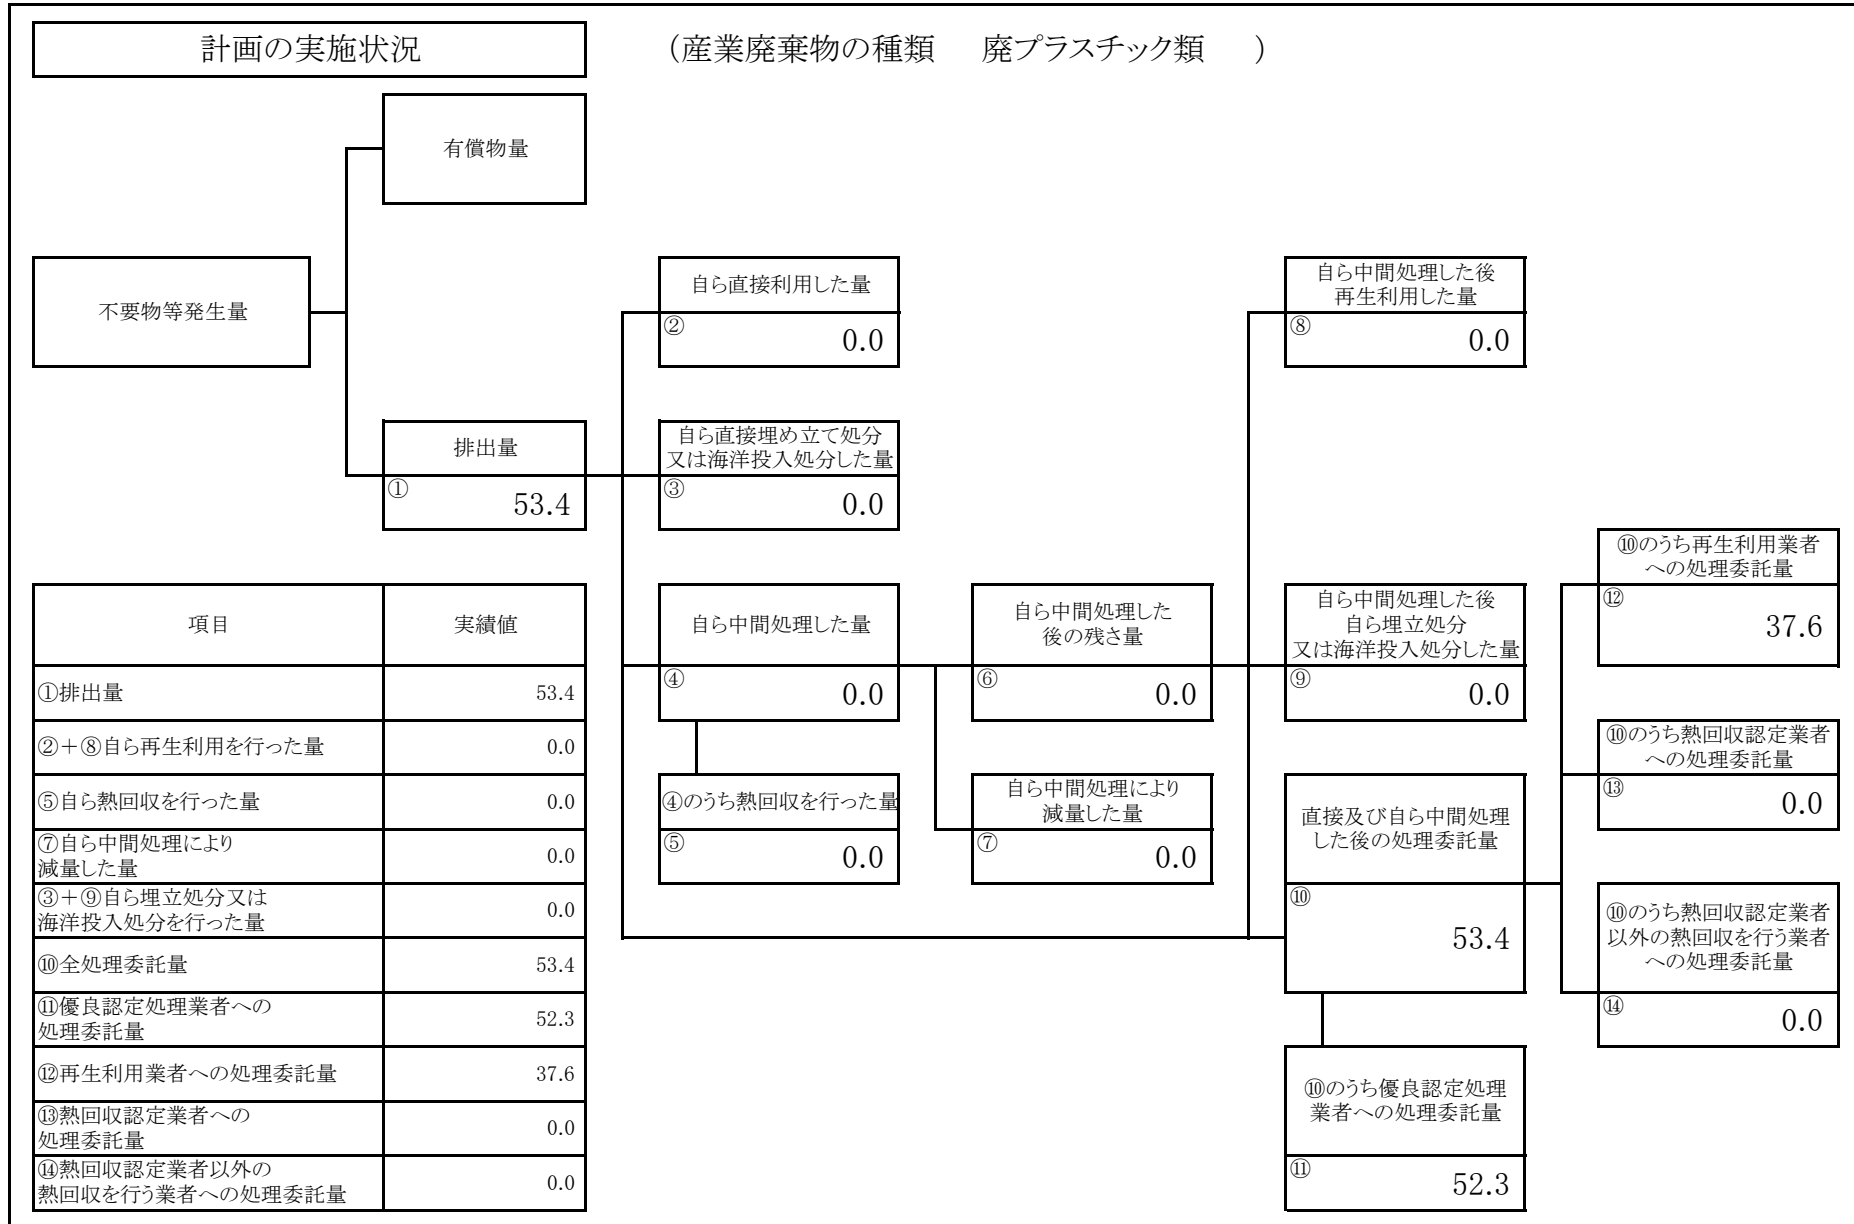 計画の実施状況
（産業廃棄物の種類　廃プラスチック類　）
有償物量
不要物等発生量
排出量
①
53.4
自ら直接利用した量
②
0.0
自ら直接埋め立て処分
又は海洋投入処分した量
③
0.0
自ら中間処理した量
④
0.0
④のうち熱回収を行った量
⑤
0.0
自ら中間処理した
後の残さ量
⑥
0.0
自ら中間処理により
減量した量
⑦
0.0
自ら中間処理した後
再生利用した量
⑧
0.0
自ら中間処理した後
自ら埋立処分
又は海洋投入処分した量
⑨
0.0
直接及び自ら中間処理
した後の処理委託量
⑩
53.4
⑩のうち優良認定処理
業者への処理委託量
⑪
52.3
⑩のうち再生利用業者
への処理委託量
⑫
37.6
⑩のうち熱回収認定業者
への処理委託量
⑬
0.0
⑩のうち熱回収認定業者
以外の熱回収を行う業者
への処理委託量
⑭
0.0
項目 実績値
①排出量 53.4
②＋⑧自ら再生利用を行った量 0.0
⑤自ら熱回収を行った量 0.0
⑦自ら中間処理により
減量した量 0.0
③＋⑨自ら埋立処分又は
海洋投入処分を行った量 0.0
⑩全処理委託量 53.4
⑪優良認定処理業者への
処理委託量 52.3
⑫再生利用業者への処理委託量 37.6
⑬熱回収認定業者への
処理委託量 0.0
⑭熱回収認定業者以外の
熱回収を行う業者への処理委託量 0.0